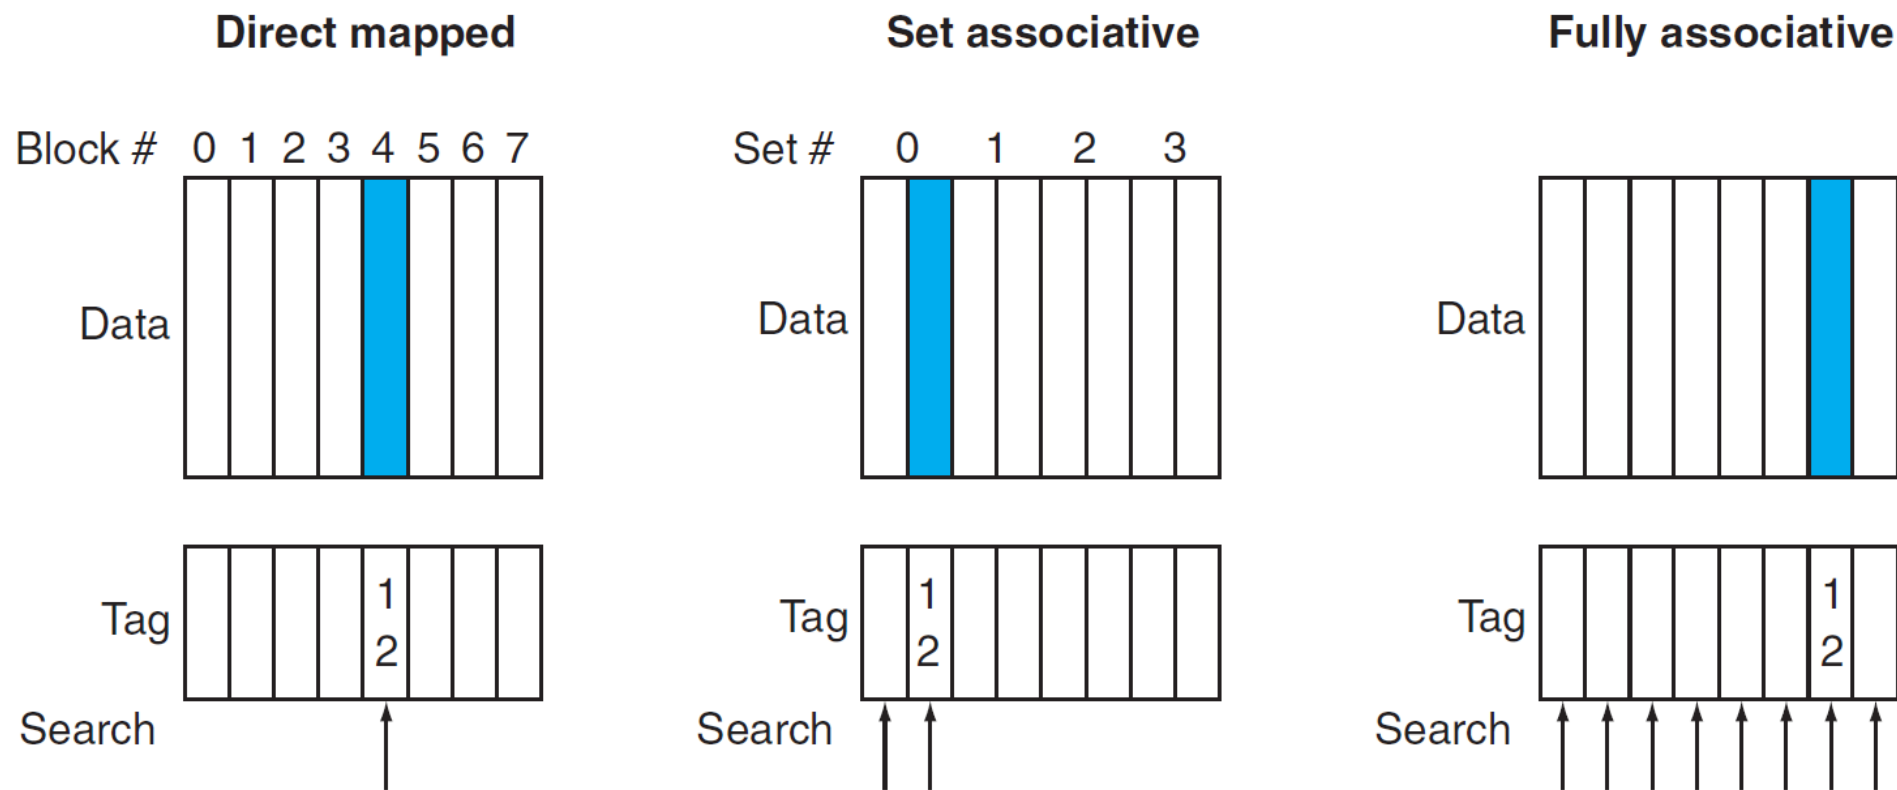 Direct mapped
Block # 0 1 2 3 4 5 6 7
Data
Tag
1
2
Search
Set associative
Set # 0 1 2 3
Data
Tag
1
2
Search
Fully associative
Data
Tag
1
2
Search